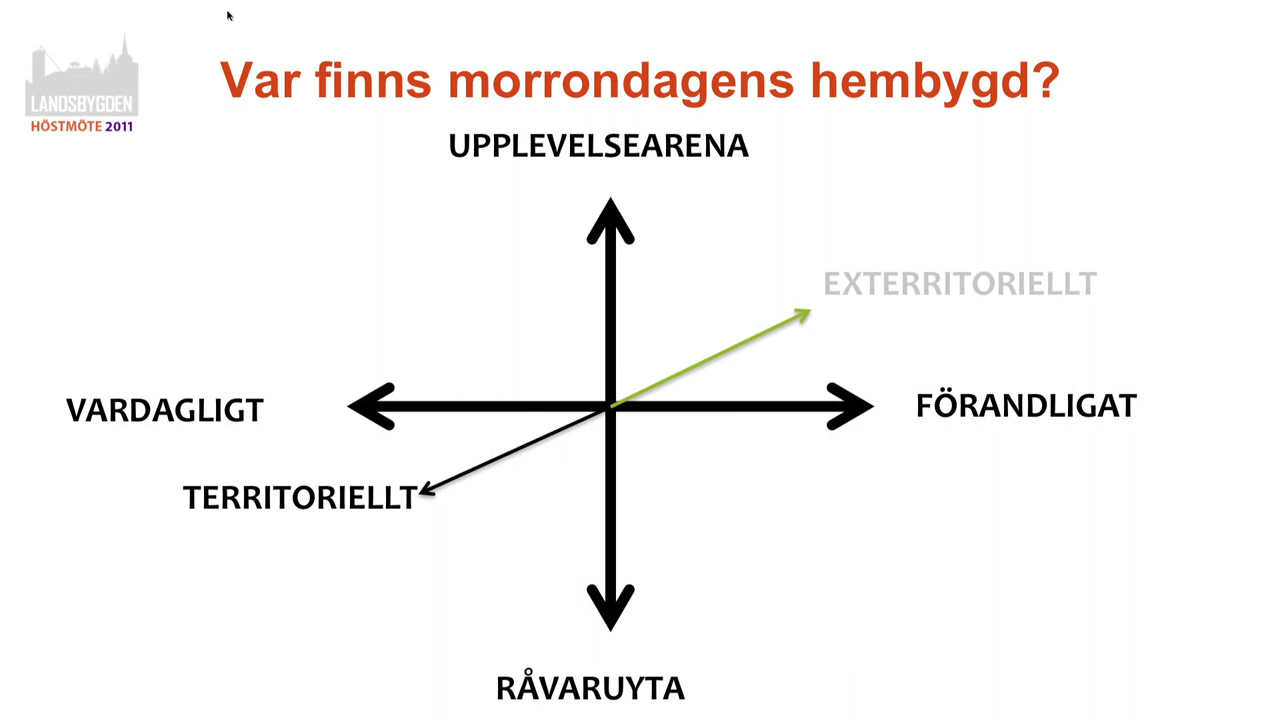 Var finns morrondagens hembygd?
LANDSBYGDEN
HÖSTMÖTE 2011
UPPLEVELSEARENA
EXTERRITORIELLT
VARDAGLIGT
FÖRANDLIGAT
TERRITORIELLT
RÅVARUYTA